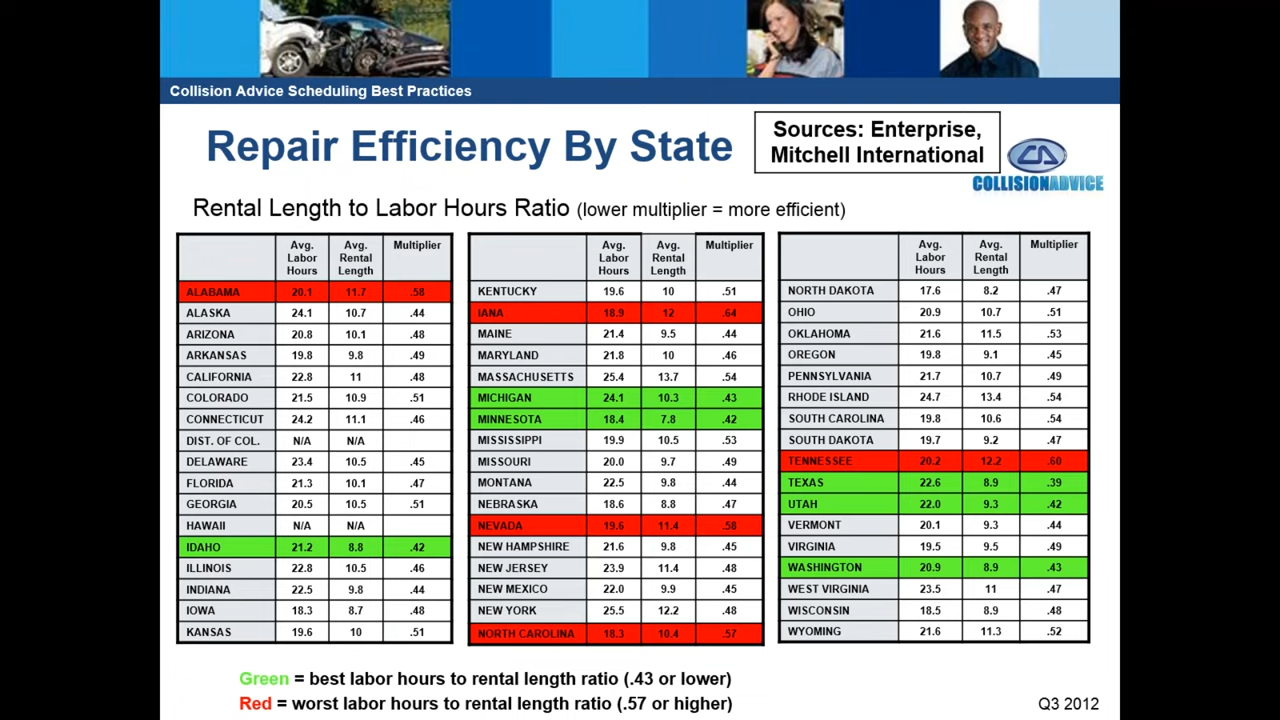 Collision Advice Scheduling Best Practices
Repair Efficiency By State
Sources: Enterprise,
Mitchell International
COLLISIONADVICE
Rental Length to Labor Hours Ratio (lower multiplier = more efficient)
Avg. Labor Hours Avg. Rental Length Multiplier
ALABAMA 20.1 11.7 .58
ALASKA 24.1 10.7 .44
ARIZONA 20.8 10.1 .48
ARKANSAS 19.8 9.8 .49
CALIFORNIA 22.8 11 .48
COLORADO 21.5 10.9 .51
CONNECTICUT 24.2 11.1 .46
DIST. OF COL. N/A N/A
DELAWARE 23.4 10.5 .45
FLORIDA 21.3 10.1 .47
GEORGIA 20.5 10.5 .51
HAWAII N/A N/A
IDAHO 21.2 8.8 .42
ILLINOIS 22.8 10.5 .46
INDIANA 22.5 9.8 .44
IOWA 18.3 8.7 .48
KANSAS 19.6 10 .51
Avg. Labor Hours Avg. Rental Length Multiplier
KENTUCKY 19.6 10 .51
IANA 18.9 12 .64
MAINE 21.4 9.5 .44
MARYLAND 21.8 10 .46
MASSACHUSETTS 25.4 13.7 .54
MICHIGAN 24.1 10.3 .43
MINNESOTA 18.4 7.8 .42
MISSISSIPPI 19.9 10.5 .53
MISSOURI 20.0 9.7 .49
MONTANA 22.5 9.8 .44
NEBRASKA 18.6 8.8 .47
NEVADA 19.6 11.4 .58
NEW HAMPSHIRE 21.6 9.8 .45
NEW JERSEY 23.9 11.4 .48
NEW MEXICO 22.0 9.9 .45
NEW YORK 25.5 12.2 .48
NORTH CAROLINA 18.3 10.4 .57
Avg. Labor Hours Avg. Rental Length Multiplier
NORTH DAKOTA 17.6 8.2 .47
OHIO 20.9 10.7 .51
OKLAHOMA 21.6 11.5 .53
OREGON 19.8 9.1 .45
PENNSYLVANIA 21.7 10.7 .49
RHODE ISLAND 24.7 13.4 .54
SOUTH CAROLINA 19.8 10.6 .54
SOUTH DAKOTA 19.7 9.2 .47
TENNESSEE 20.2 12.2 .60
TEXAS 22.6 8.9 .39
UTAH 22.0 9.3 .42
VERMONT 20.1 9.3 .44
VIRGINIA 19.5 9.5 .49
WASHINGTON 20.9 8.9 .43
WEST VIRGINIA 23.5 11 .47
WISCONSIN 18.5 8.9 .48
WYOMING 21.6 11.3 .52
Green = best labor hours to rental length ratio (.43 or lower)
Red = worst labor hours to rental length ratio (.57 or higher)
Q3 2012